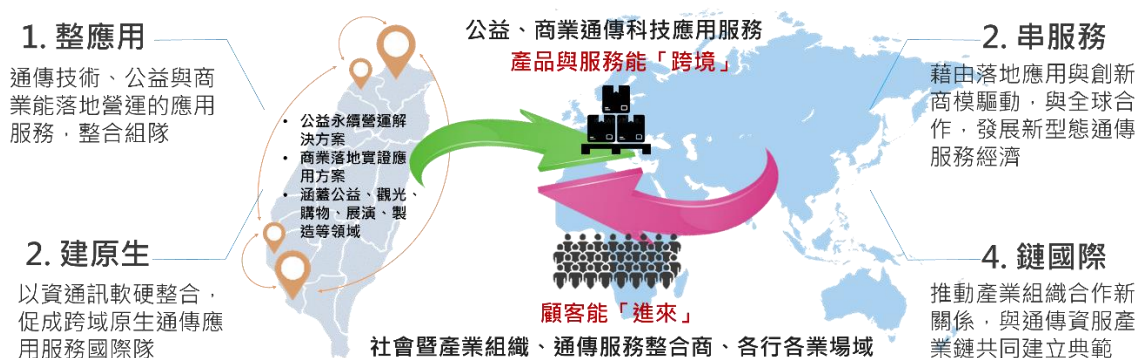 1. 整應用
通傳技術、公益與商
業能落地營運的應用
服務，整合組隊
2. 建原生
以資通訊軟硬整合，
促成跨域原生通傳應
用服務國際隊
• 公益永續營運解
決方案
• 商業落地實證應
用方案
• 涵蓋公益、觀光、
購物、展演、製
造等領域
公益、商業通傳科技應用服務
產品與服務能「跨境」
顧客能「進來」
社會暨產業組織、通傳服務整合商、各行各業場域
2. 串服務
藉由落地應用與創新
商模驅動，與全球合
作，發展新型態通傳
服務經濟
4. 鏈國際
推動產業組織合作新
關係，與通傳資服產
業鏈共同建立典範